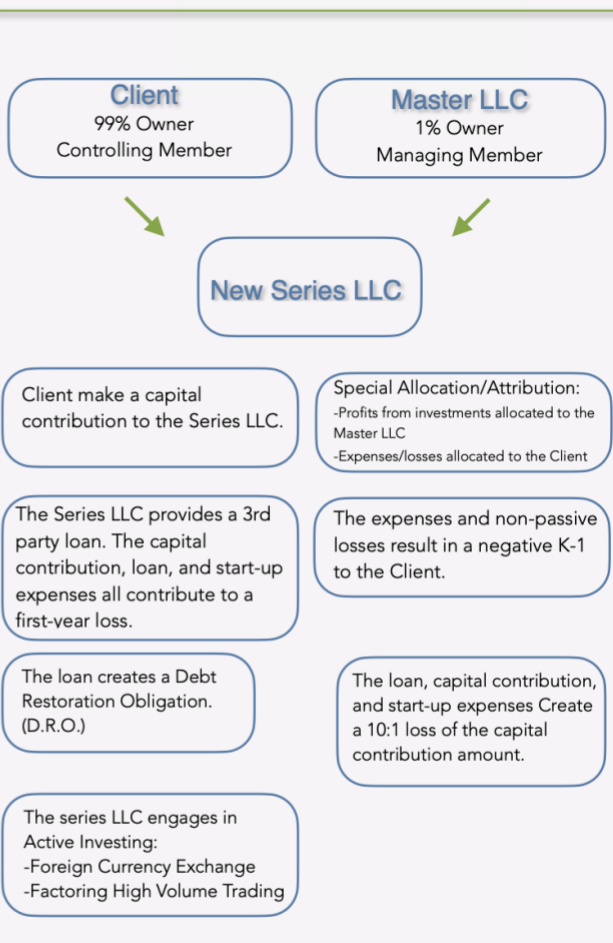 Client
99% Owner
Controlling Member
Master LLC
1% Owner
Managing Member
New Series LLC
Client make a capital
contribution to the Series LLC.
Special Allocation/Attribution:
-Profits from investments allocated to the
Master LLC
-Expenses/losses allocated to the Client
The Series LLC provides a 3rd
party loan. The capital
contribution, loan, and start-up
expenses all contribute to a
first-year loss.
The expenses and non-passive
losses result in a negative K-1
to the Client.
The loan creates a Debt
Restoration Obligation.
(D.R.O.)
The loan, capital contribution,
and start-up expenses Create
a 10:1 loss of the capital
contribution amount.
The series LLC engages in
Active Investing:
-Foreign Currency Exchange
-Factoring High Volume Trading